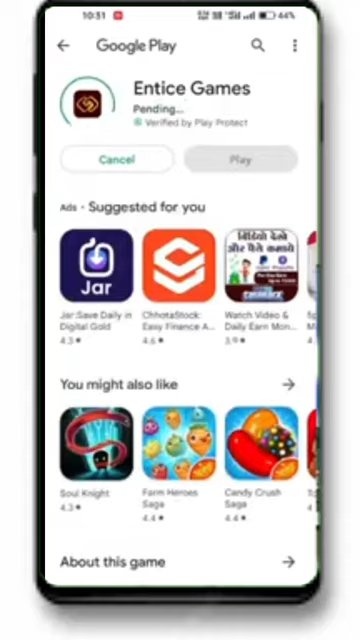 10:31
44%
Google Play
Entice Games
Pending...
Verified by Play Protect
Cancel
Play
Ads · Suggested for you
विडियो देखे
और पैसे कमाये
Jar
Jar:Save Daily in
Digital Gold
4.3 ★
ChhotaStock:
Easy Finance A...
4.6 ★
Watch Video &
Daily Earn Mon...
3.9 ★
You might also like
Soul Knight
4.3 ★
Farm Heroes
Saga
4.4 ★
Candy Crush
Saga
4.4 ★
About this game